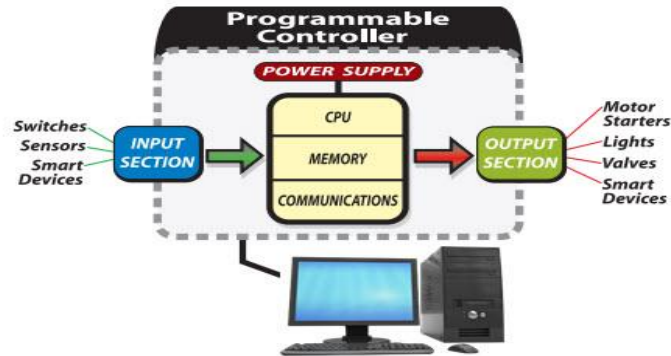 Programmable
Controller
POWER SUPPLY
Switches
Sensors
Smart
Devices
INPUT
SECTION
CPU
MEMORY
COMMUNICATIONS
OUTPUT
SECTION
Motor
Starters
Lights
Valves
Smart
Devices